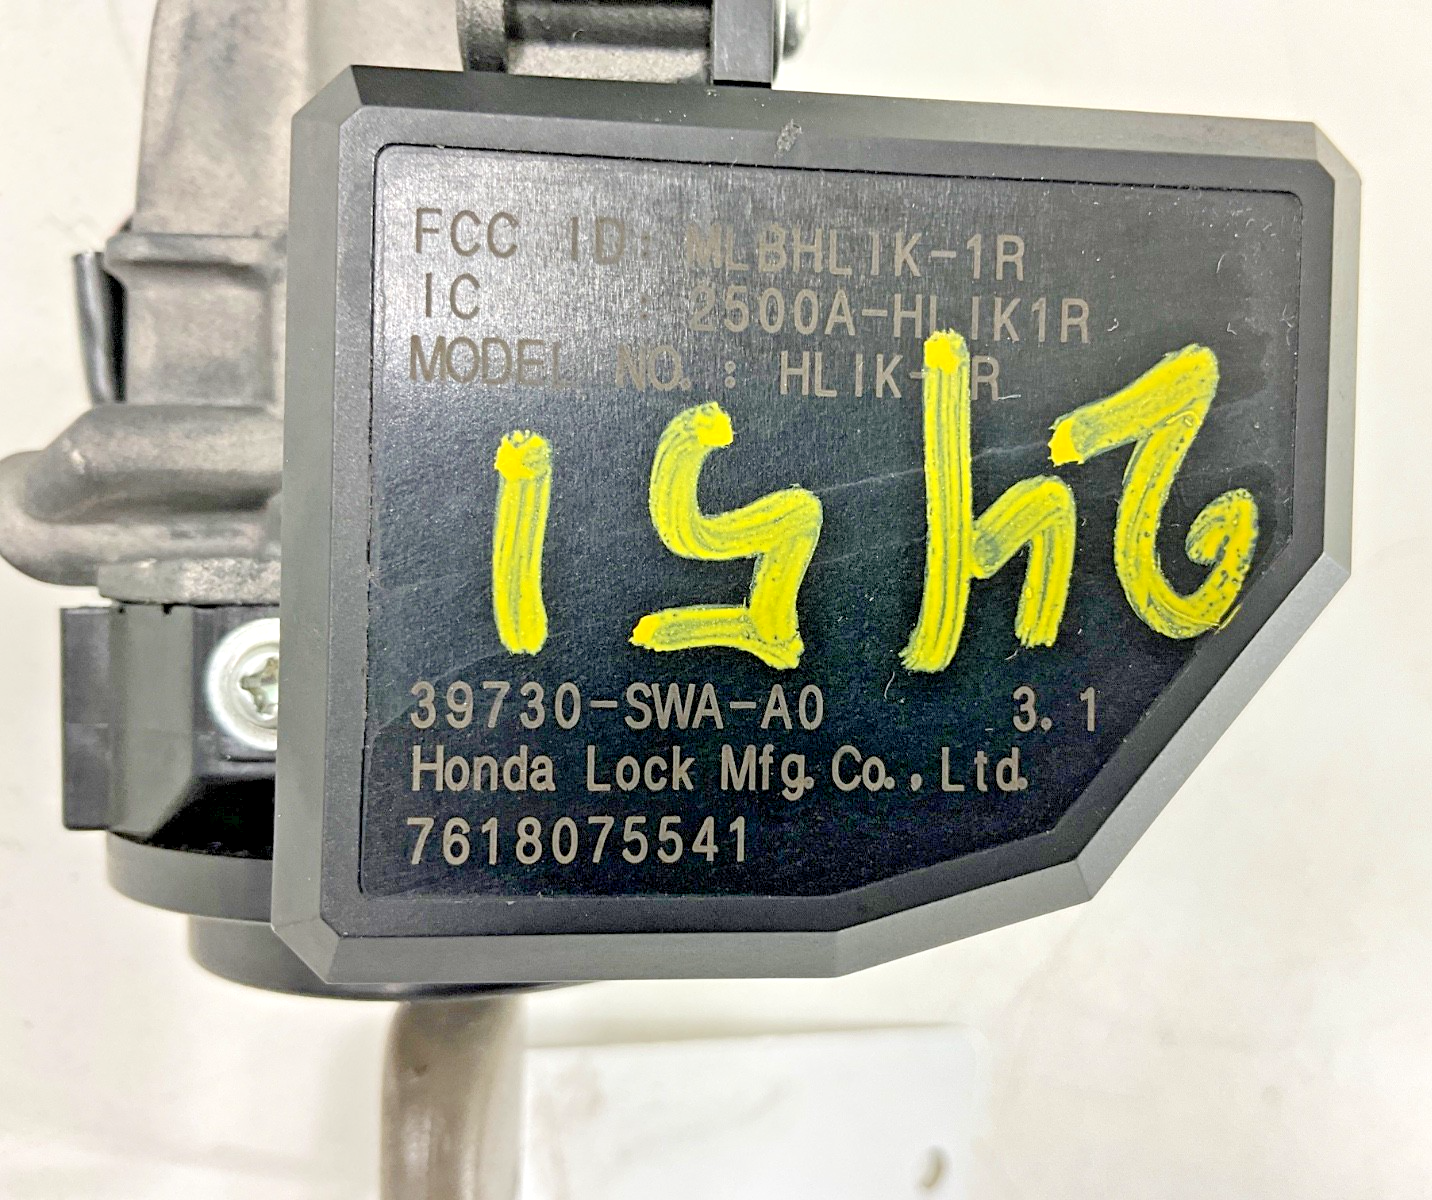 FCC ID: MLBHLIK-1R
IC : 2500A-HLIK1R
MODEL NO. : HLIK-1R
2451
39730-SWA-A0 3.1
Honda Lock Mfg. Co., Ltd.
7618075541